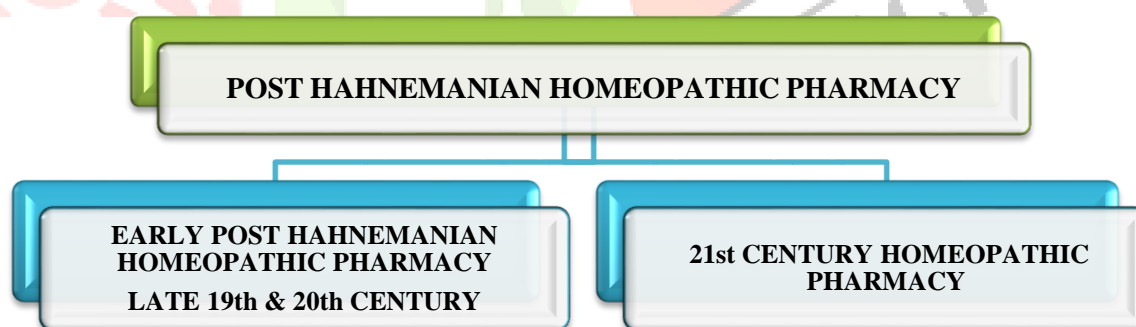 POST HAHNEMANIAN HOMEOPATHIC PHARMACY
EARLY POST HAHNEMANIAN
HOMEOPATHIC PHARMACY
LATE 19th & 20th CENTURY
21st CENTURY HOMEOPATHIC
PHARMACY